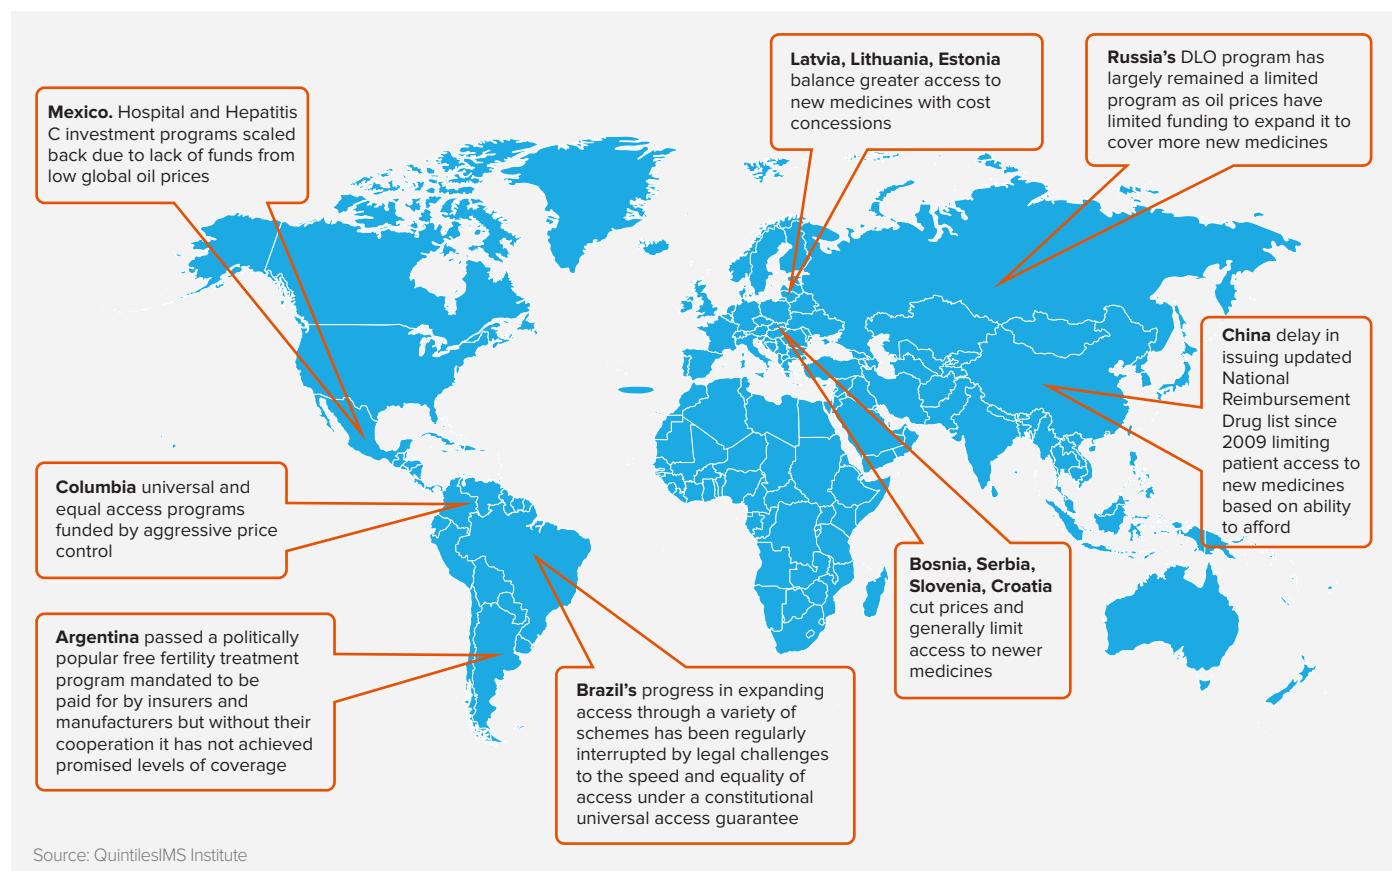 Mexico. Hospital and Hepatitis
C investment programs scaled
back due to lack of funds from
low global oil prices
Latvia, Lithuania, Estonia
balance greater access to
new medicines with cost
concessions
Russia's DLO program has
largely remained a limited
program as oil prices have
limited funding to expand it to
cover more new medicines
China delay in
issuing updated
National
Reimbursement
Drug list since
2009 limiting
patient access to
new medicines
based on ability
to afford
Columbia universal and
equal access programs
funded by aggressive price
control
Bosnia, Serbia,
Slovenia, Croatia
cut prices and
generally limit
access to newer
medicines
Argentina passed a politically
popular free fertility treatment
program mandated to be
paid for by insurers and
manufacturers but without their
cooperation it has not achieved
promised levels of coverage
Brazil's progress in expanding
access through a variety of
schemes has been regularly
interrupted by legal challenges
to the speed and equality of
access under a constitutional
universal access guarantee
Source: QuintilesIMS Institute